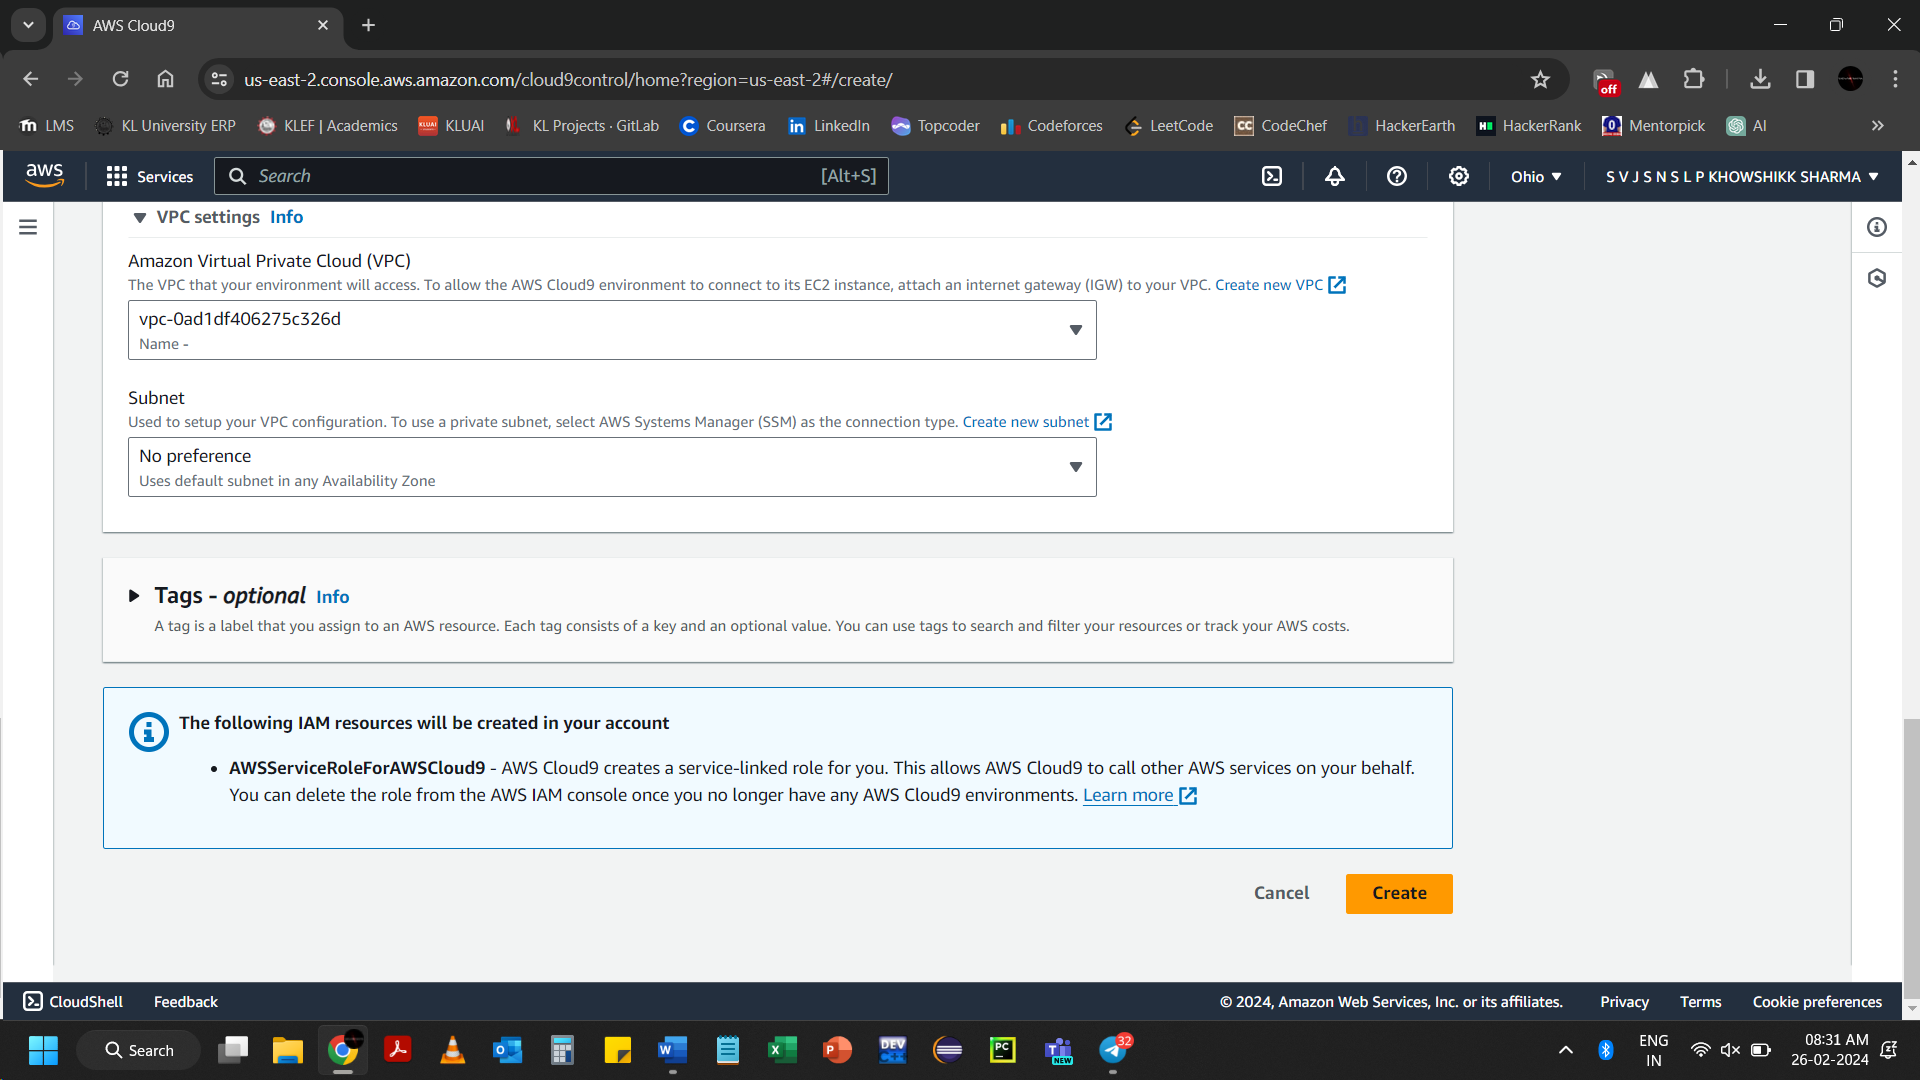 AWS Cloud9
us-east-2.console.aws.amazon.com/cloud9control/home?region=us-east-2#/create/
off
LMS
KL University ERP
KLEF | Academics
KLUAI
KLUAI
KL Projects · GitLab
Coursera
LinkedIn
Topcoder
Codeforces
LeetCode
CC
CodeChef
HackerEarth
HackerRank
Mentorpick
AI
aws
Services
Search
[Alt+S]
Ohio
S V J S N S L P KHOWSHIKK SHARMA
VPC settings Info
Amazon Virtual Private Cloud (VPC)
The VPC that your environment will access. To allow the AWS Cloud9 environment to connect to its EC2 instance, attach an internet gateway (IGW) to your VPC. Create new VPC
vpc-0ad1df406275c326d
Name -
Subnet
Used to setup your VPC configuration. To use a private subnet, select AWS Systems Manager (SSM) as the connection type. Create new subnet
No preference
Uses default subnet in any Availability Zone
Tags - optional Info
A tag is a label that you assign to an AWS resource. Each tag consists of a key and an optional value. You can use tags to search and filter your resources or track your AWS costs.
The following IAM resources will be created in your account
• AWSServiceRoleForAWSCloud9 - AWS Cloud9 creates a service-linked role for you. This allows AWS Cloud9 to call other AWS services on your behalf.
You can delete the role from the AWS IAM console once you no longer have any AWS Cloud9 environments. Learn more
Cancel
Create
CloudShell
Feedback
© 2024, Amazon Web Services, Inc. or its affiliates.
Privacy
Terms
Cookie preferences
Search
DEV
PC
NEW
32
ENG
IN
08:31 AM
26-02-2024